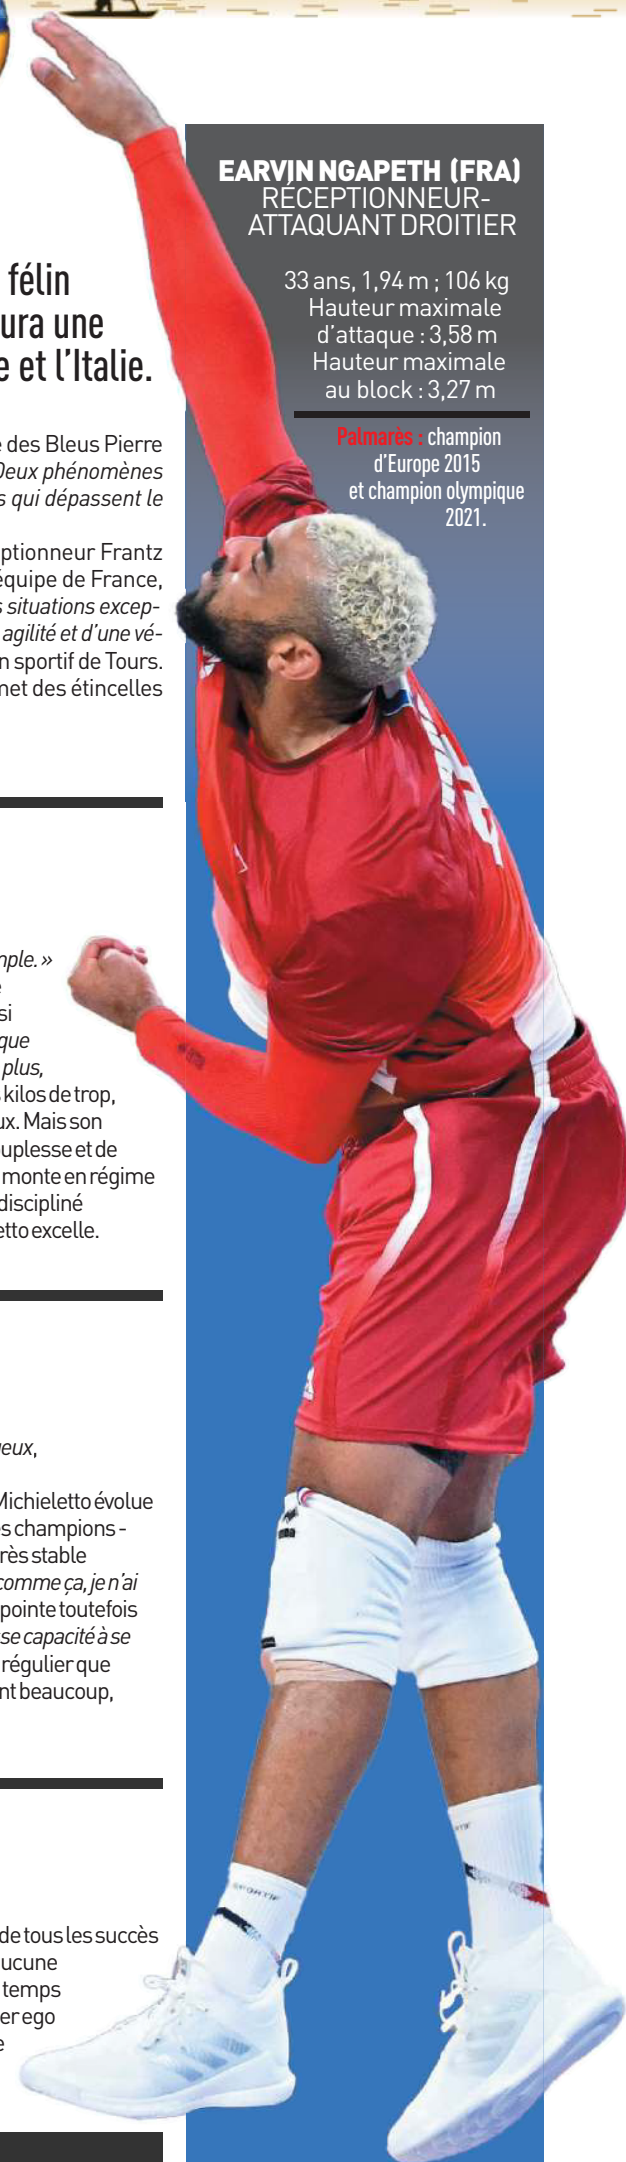 EARVIN NGAPETH (FRA)
RÉCEPTIONNEUR-
ATTAQUANT DROITIER
33 ans, 1,94 m ; 106 kg
Hauteur maximale
d'attaque : 3,58 m
Hauteur maximale
au block : 3,27 m
Palmarès : champion
d'Europe 2015
et champion olympique
2021.
félin
ura une
e et l'Italie.
e des Bleus Pierre
Deux phénomènes
s qui dépassent le
ptionneur Frantz
équipe de France,
s situations excep-
agilité et d'une vé-
n sportif de Tours.
met des étincelles
mple. »
e
si
que
plus,
kilos de trop,
ux. Mais son
ouplesse et de
monte en régime
discipliné
etto excelle.
eux,
Michieletto évolue
es champions -
rès stable
comme ça, je n'ai
pointe toutefois
se capacité à se
régulier que
nt beaucoup,
de tous les succès
ucune
temps
er ego
e
SPORTIF